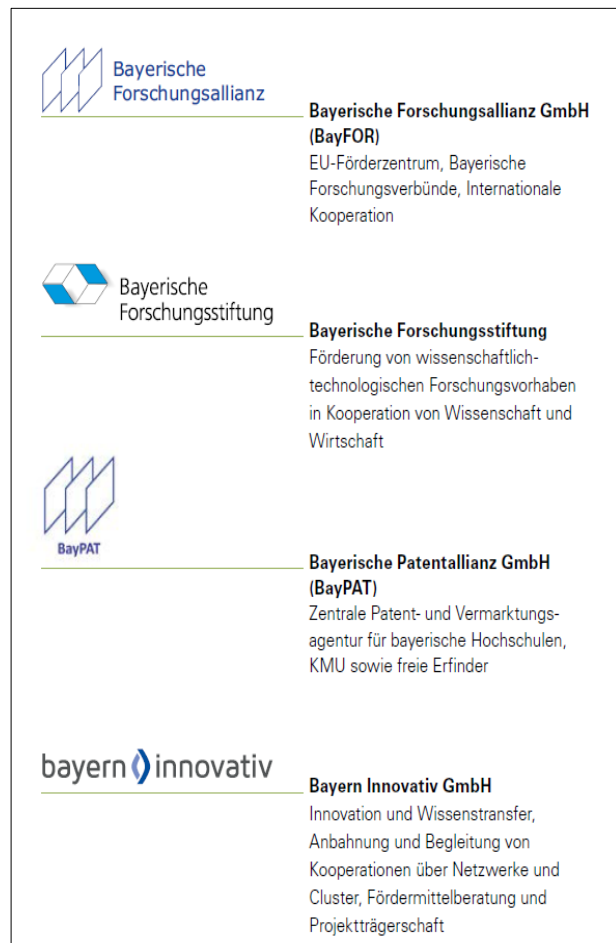 Bayerische
Forschungsallianz
Bayerische Forschungsallianz GmbH
(BayFOR)
EU-Förderzentrum, Bayerische
Forschungsverbünde, Internationale
Kooperation
Bayerische
Forschungsstiftung
Bayerische Forschungsstiftung
Förderung von wissenschaftlich-
technologischen Forschungsvorhaben
in Kooperation von Wissenschaft und
Wirtschaft
BayPAT
Bayerische Patentallianz GmbH
(BayPAT)
Zentrale Patent- und Vermarktungs-
agentur für bayerische Hochschulen,
KMU sowie freie Erfinder
bayern innovativ
Bayern Innovativ GmbH
Innovation und Wissenstransfer,
Anbahnung und Begleitung von
Kooperationen über Netzwerke und
Cluster, Fördermittelberatung und
Projektträgerschaft